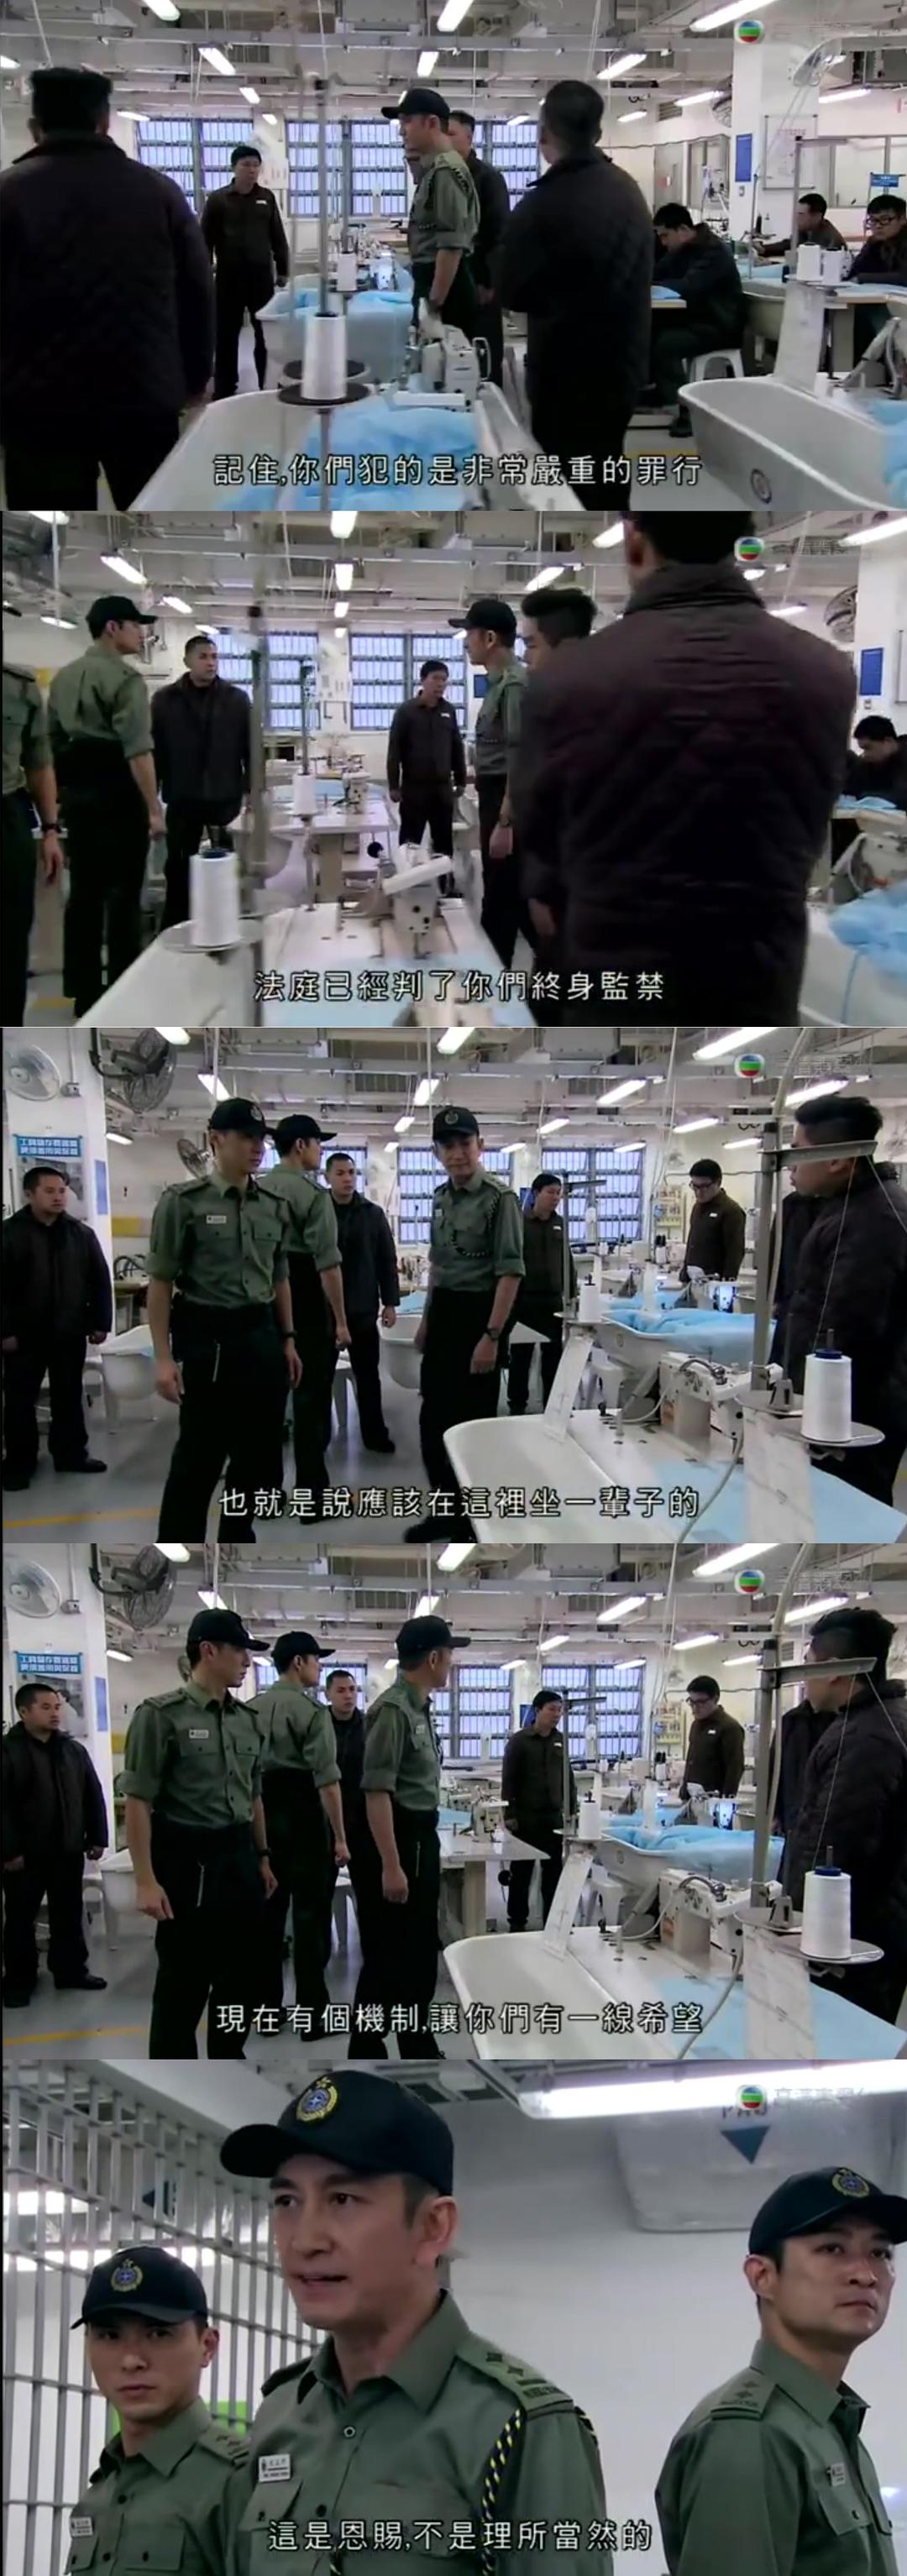 記住,你們犯的是非常嚴重的罪行
法庭已經判了你們終身監禁
也就是說應該在這裡坐一輩子的
現在有個機制,讓你們有一線希望
這是恩賜,不是理所當然的